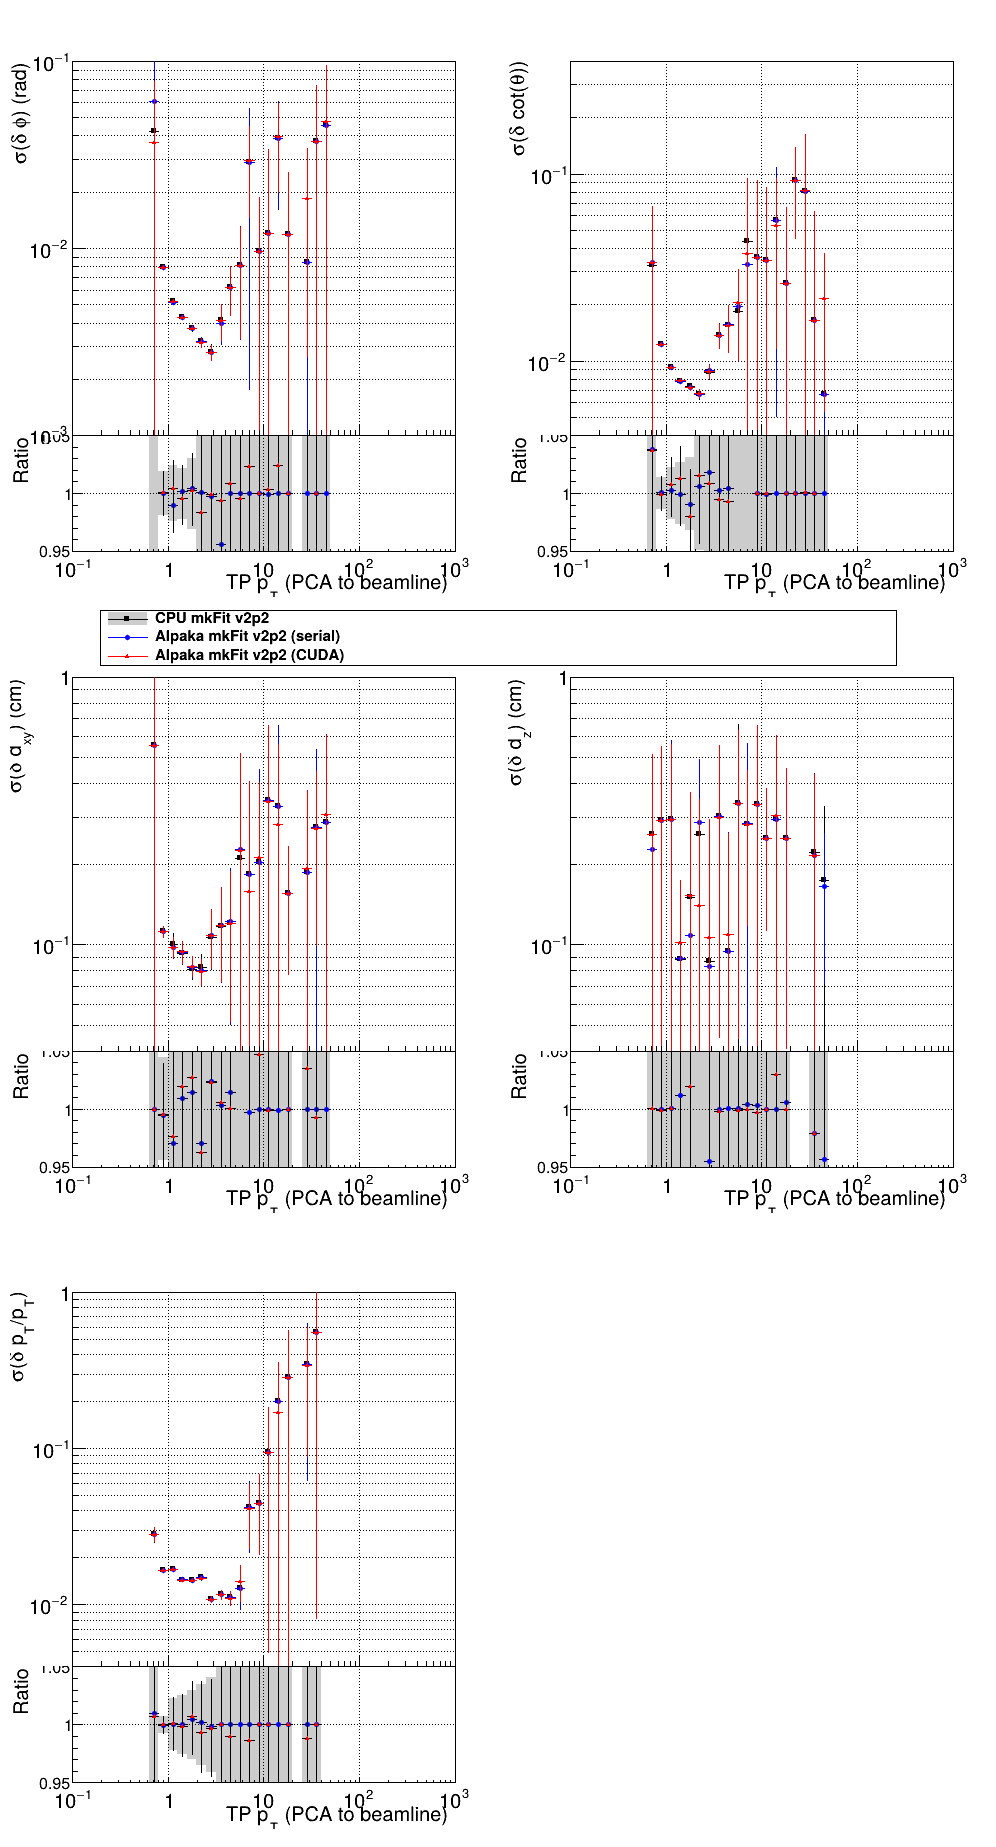 σ(δ φ) (rad)
10⁻¹
10⁻²
10⁻³
Ratio
1.05
1
0.95
10⁻¹ 1 10 10² 10³
TP p_T (PCA to beamline)
σ(δ cot(θ))
10⁻¹
10⁻²
Ratio
1.05
1
0.95
10⁻¹ 1 10 10² 10³
TP p_T (PCA to beamline)
CPU mkFit v2p2
Alpaka mkFit v2p2 (serial)
Alpaka mkFit v2p2 (CUDA)
σ(δ d_xy) (cm)
1
10⁻¹
Ratio
1.05
1
0.95
10⁻¹ 1 10 10² 10³
TP p_T (PCA to beamline)
σ(δ d_z) (cm)
1
10⁻¹
Ratio
1.05
1
0.95
10⁻¹ 1 10 10² 10³
TP p_T (PCA to beamline)
σ(δ p_T/p_T)
1
10⁻¹
10⁻²
Ratio
1.05
1
0.95
10⁻¹ 1 10 10² 10³
TP p_T (PCA to beamline)